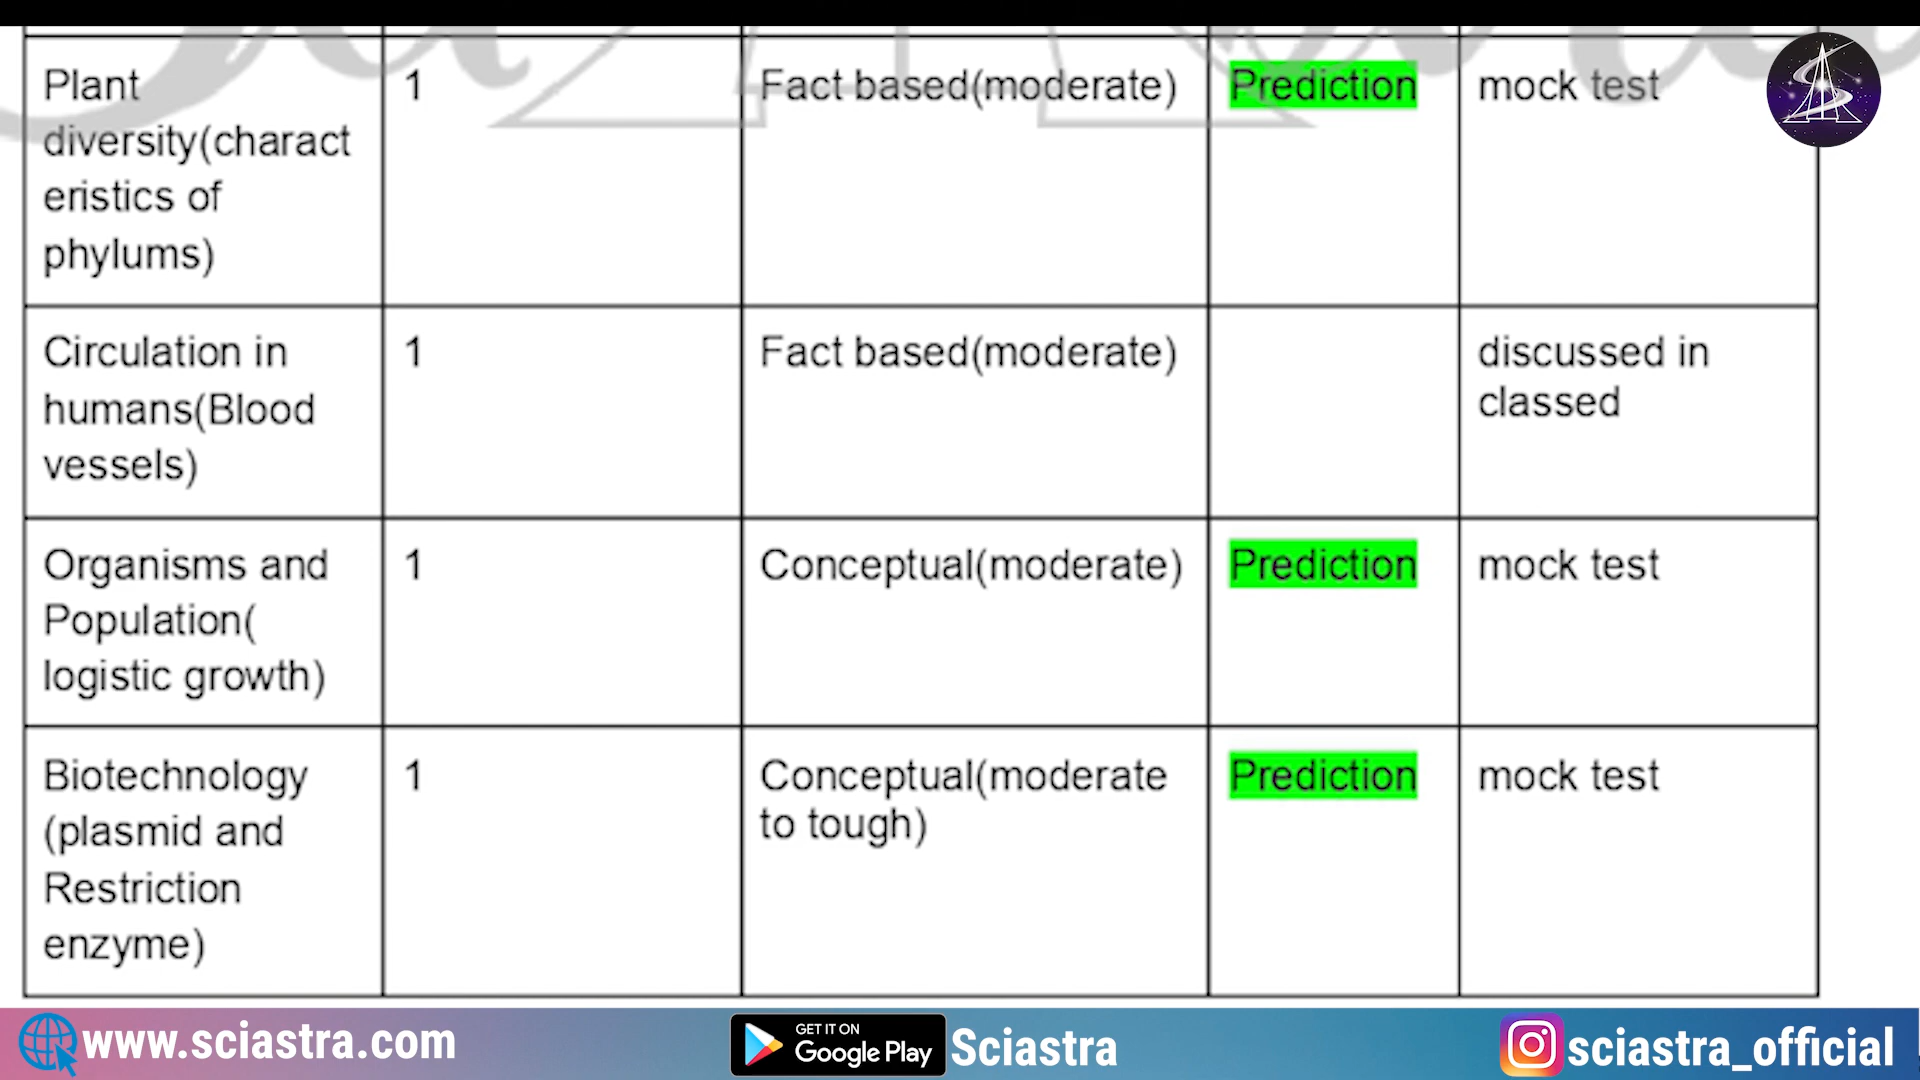 Plant
diversity(charact
eristics of
phylums)
1
Fact based(moderate)
Prediction
mock test
Circulation in
humans(Blood
vessels)
1
Fact based(moderate)
discussed in
classed
Organisms and
Population(
logistic growth)
1
Conceptual(moderate)
Prediction
mock test
Biotechnology
(plasmid and
Restriction
enzyme)
1
Conceptual(moderate
to tough)
Prediction
mock test
www.sciastra.com
GET IT ON
Google Play
Sciastra
sciastra_official